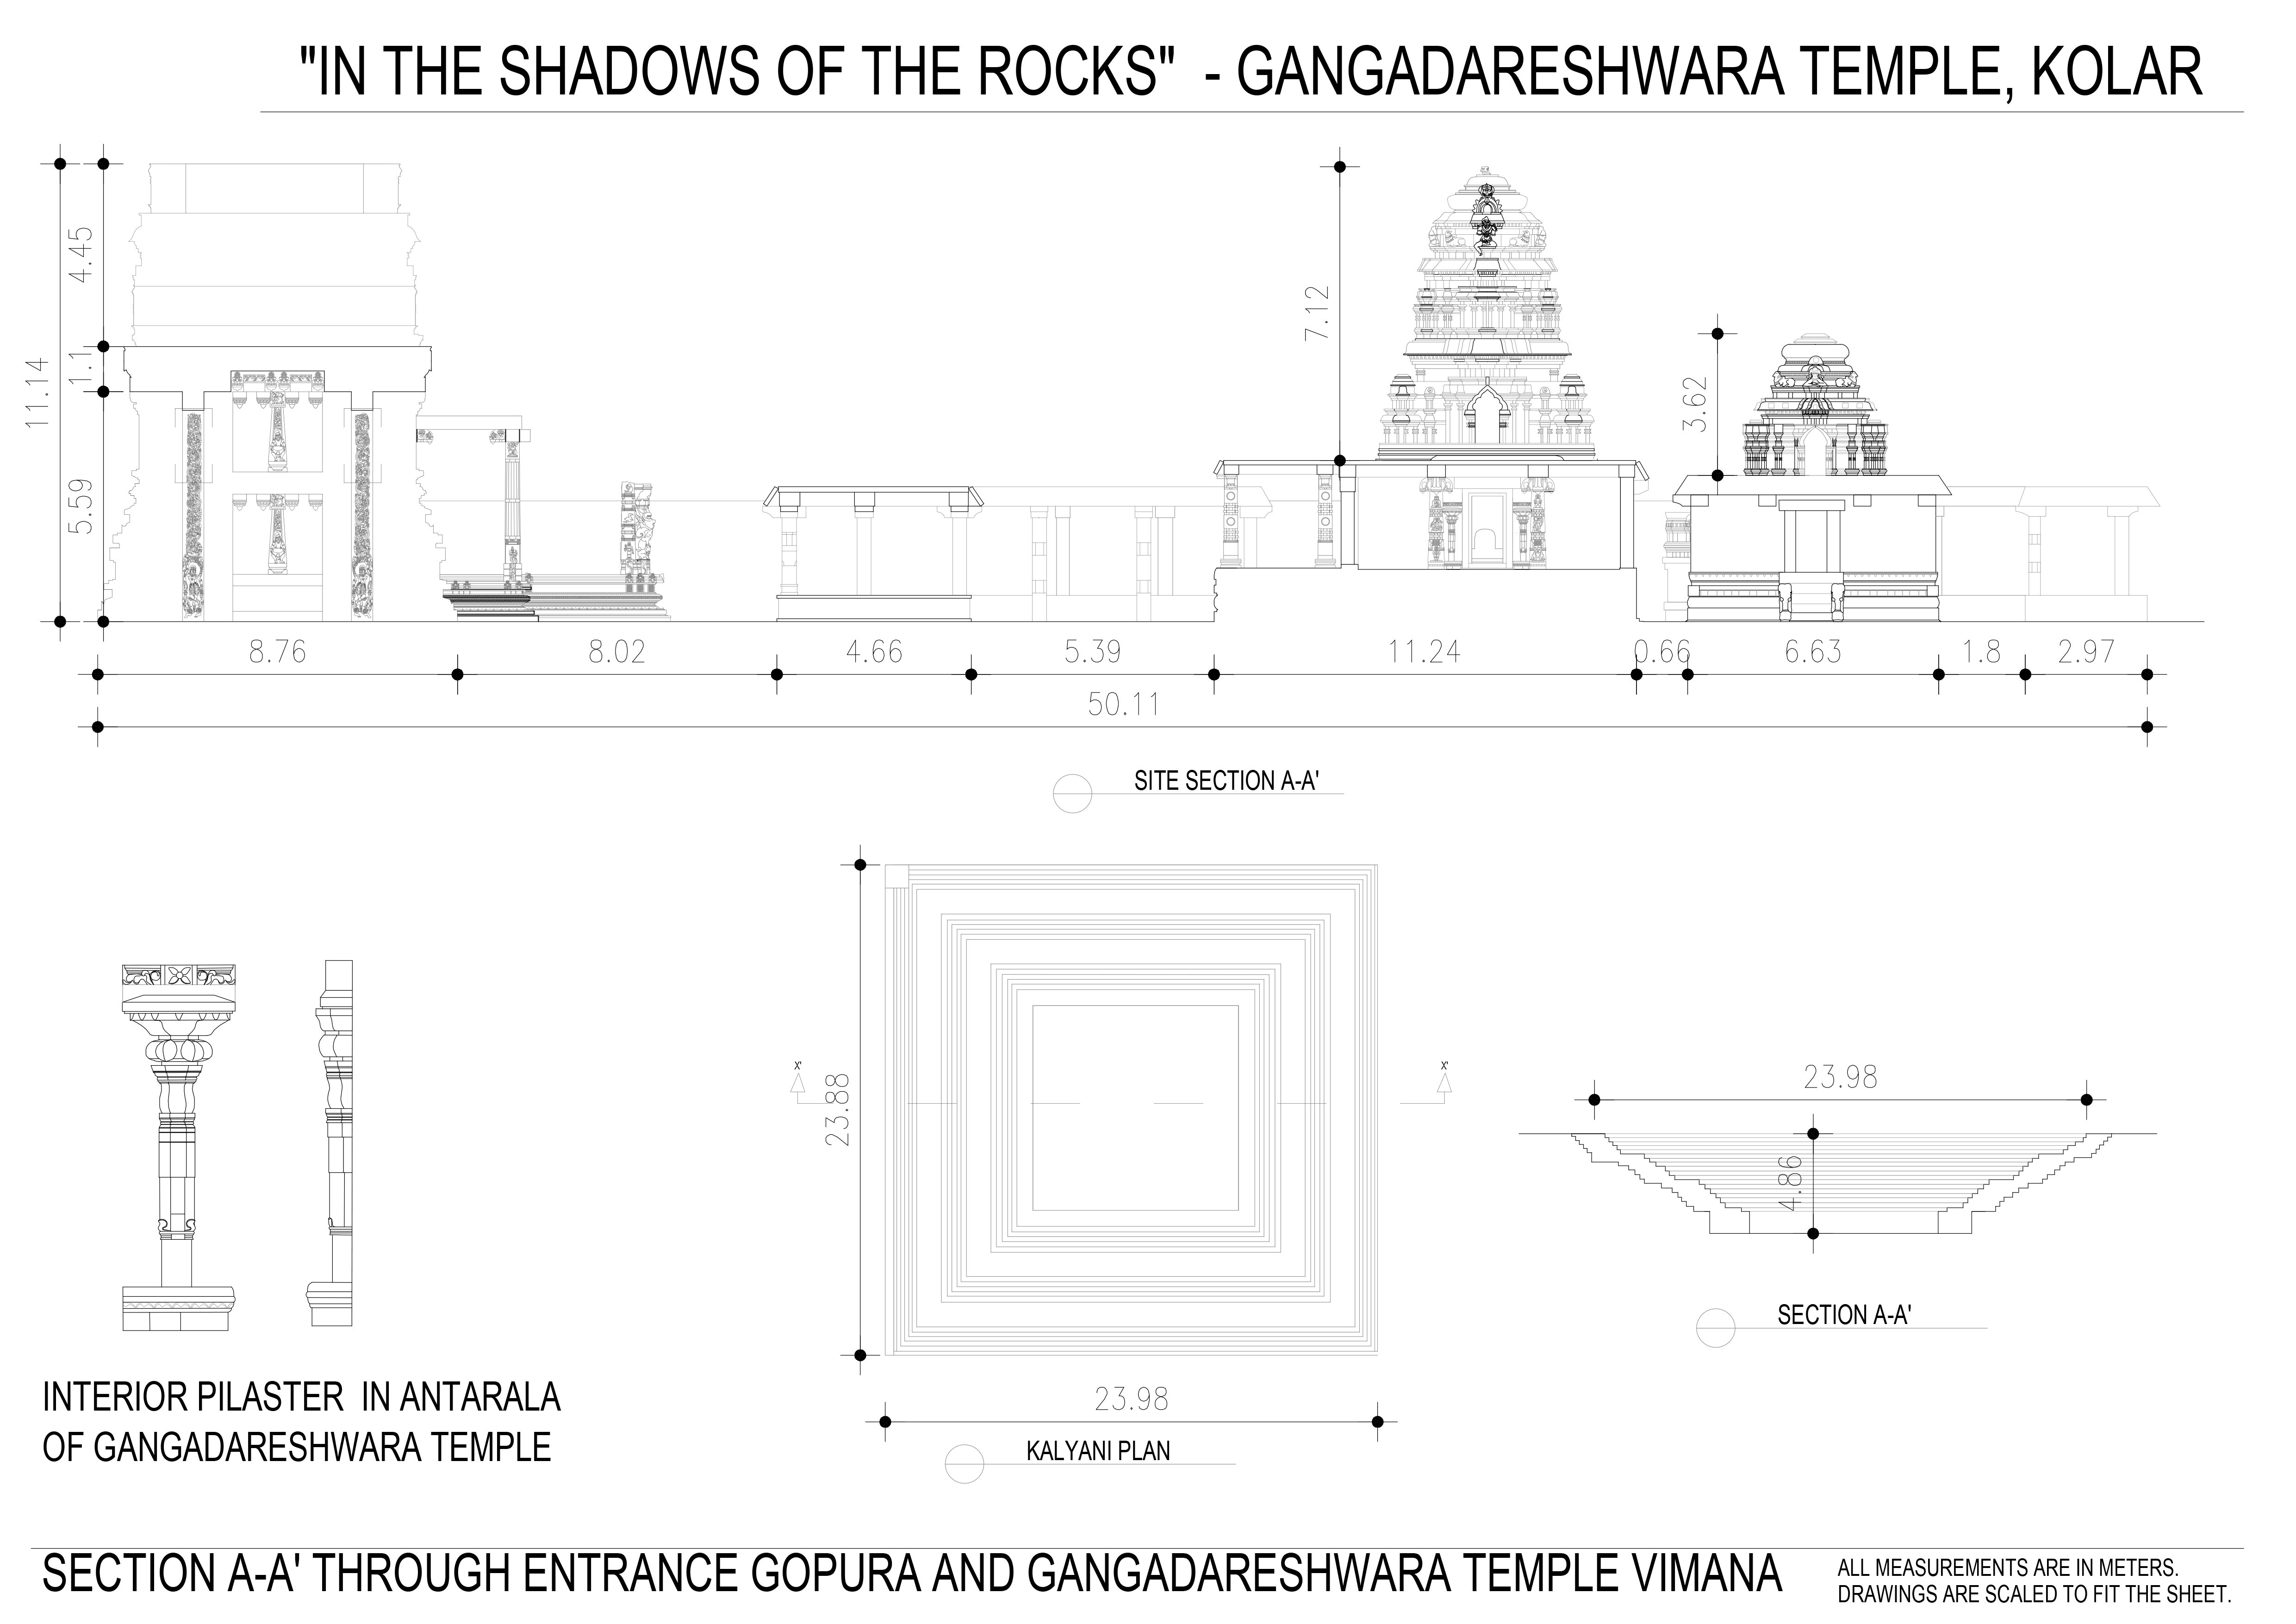 "IN THE SHADOWS OF THE ROCKS" - GANGADARESHWARA TEMPLE, KOLAR
4.45
1.1
11.14
5.59
7.12
3.62
8.76 8.02 4.66 5.39 11.24 0.66 6.63 1.8 2.97
50.11
SITE SECTION A-A'
X' X'
23.88
23.98
KALYANI PLAN
23.98
4.86
SECTION A-A'
INTERIOR PILASTER IN ANTARALA
OF GANGADARESHWARA TEMPLE
SECTION A-A' THROUGH ENTRANCE GOPURA AND GANGADARESHWARA TEMPLE VIMANA
ALL MEASUREMENTS ARE IN METERS.
DRAWINGS ARE SCALED TO FIT THE SHEET.